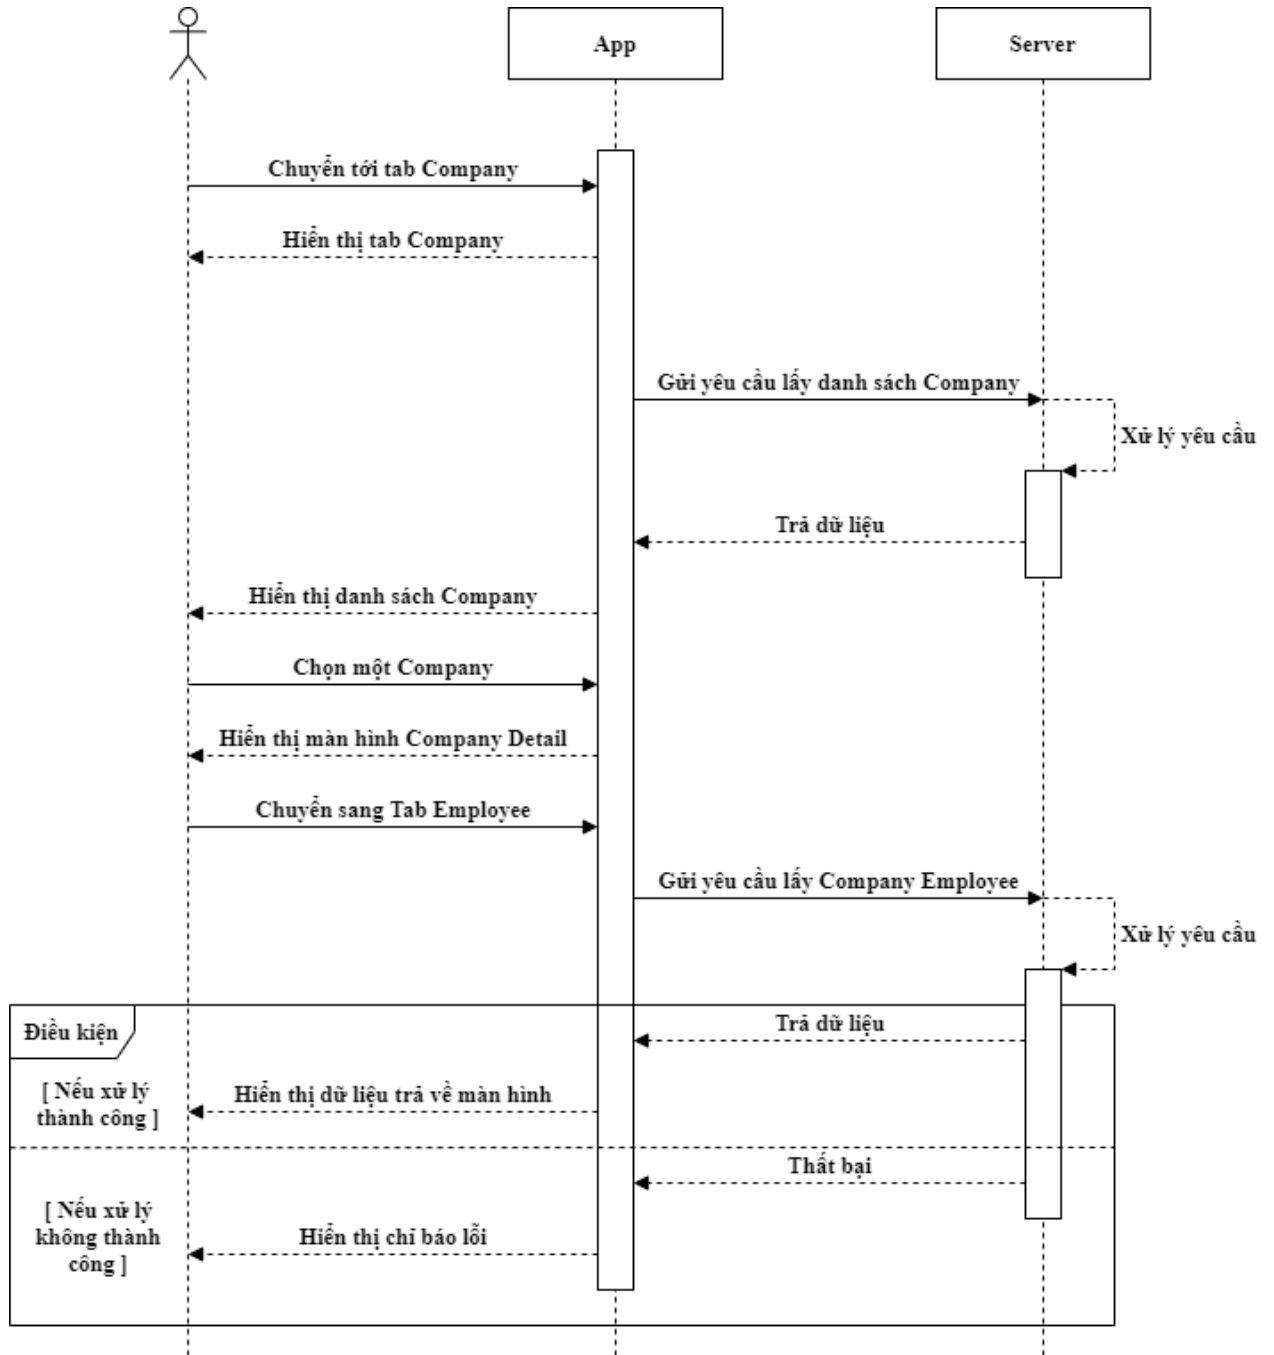 App
Server
Chuyển tới tab Company
Hiển thị tab Company
Gửi yêu cầu lấy danh sách Company
Xử lý yêu cầu
Trả dữ liệu
Hiển thị danh sách Company
Chọn một Company
Hiển thị màn hình Company Detail
Chuyển sang Tab Employee
Gửi yêu cầu lấy Company Employee
Xử lý yêu cầu
Điều kiện
Trả dữ liệu
[ Nếu xử lý
thành công ]
Hiển thị dữ liệu trả về màn hình
Thất bại
[ Nếu xử lý
không thành
công ]
Hiển thị chỉ báo lỗi